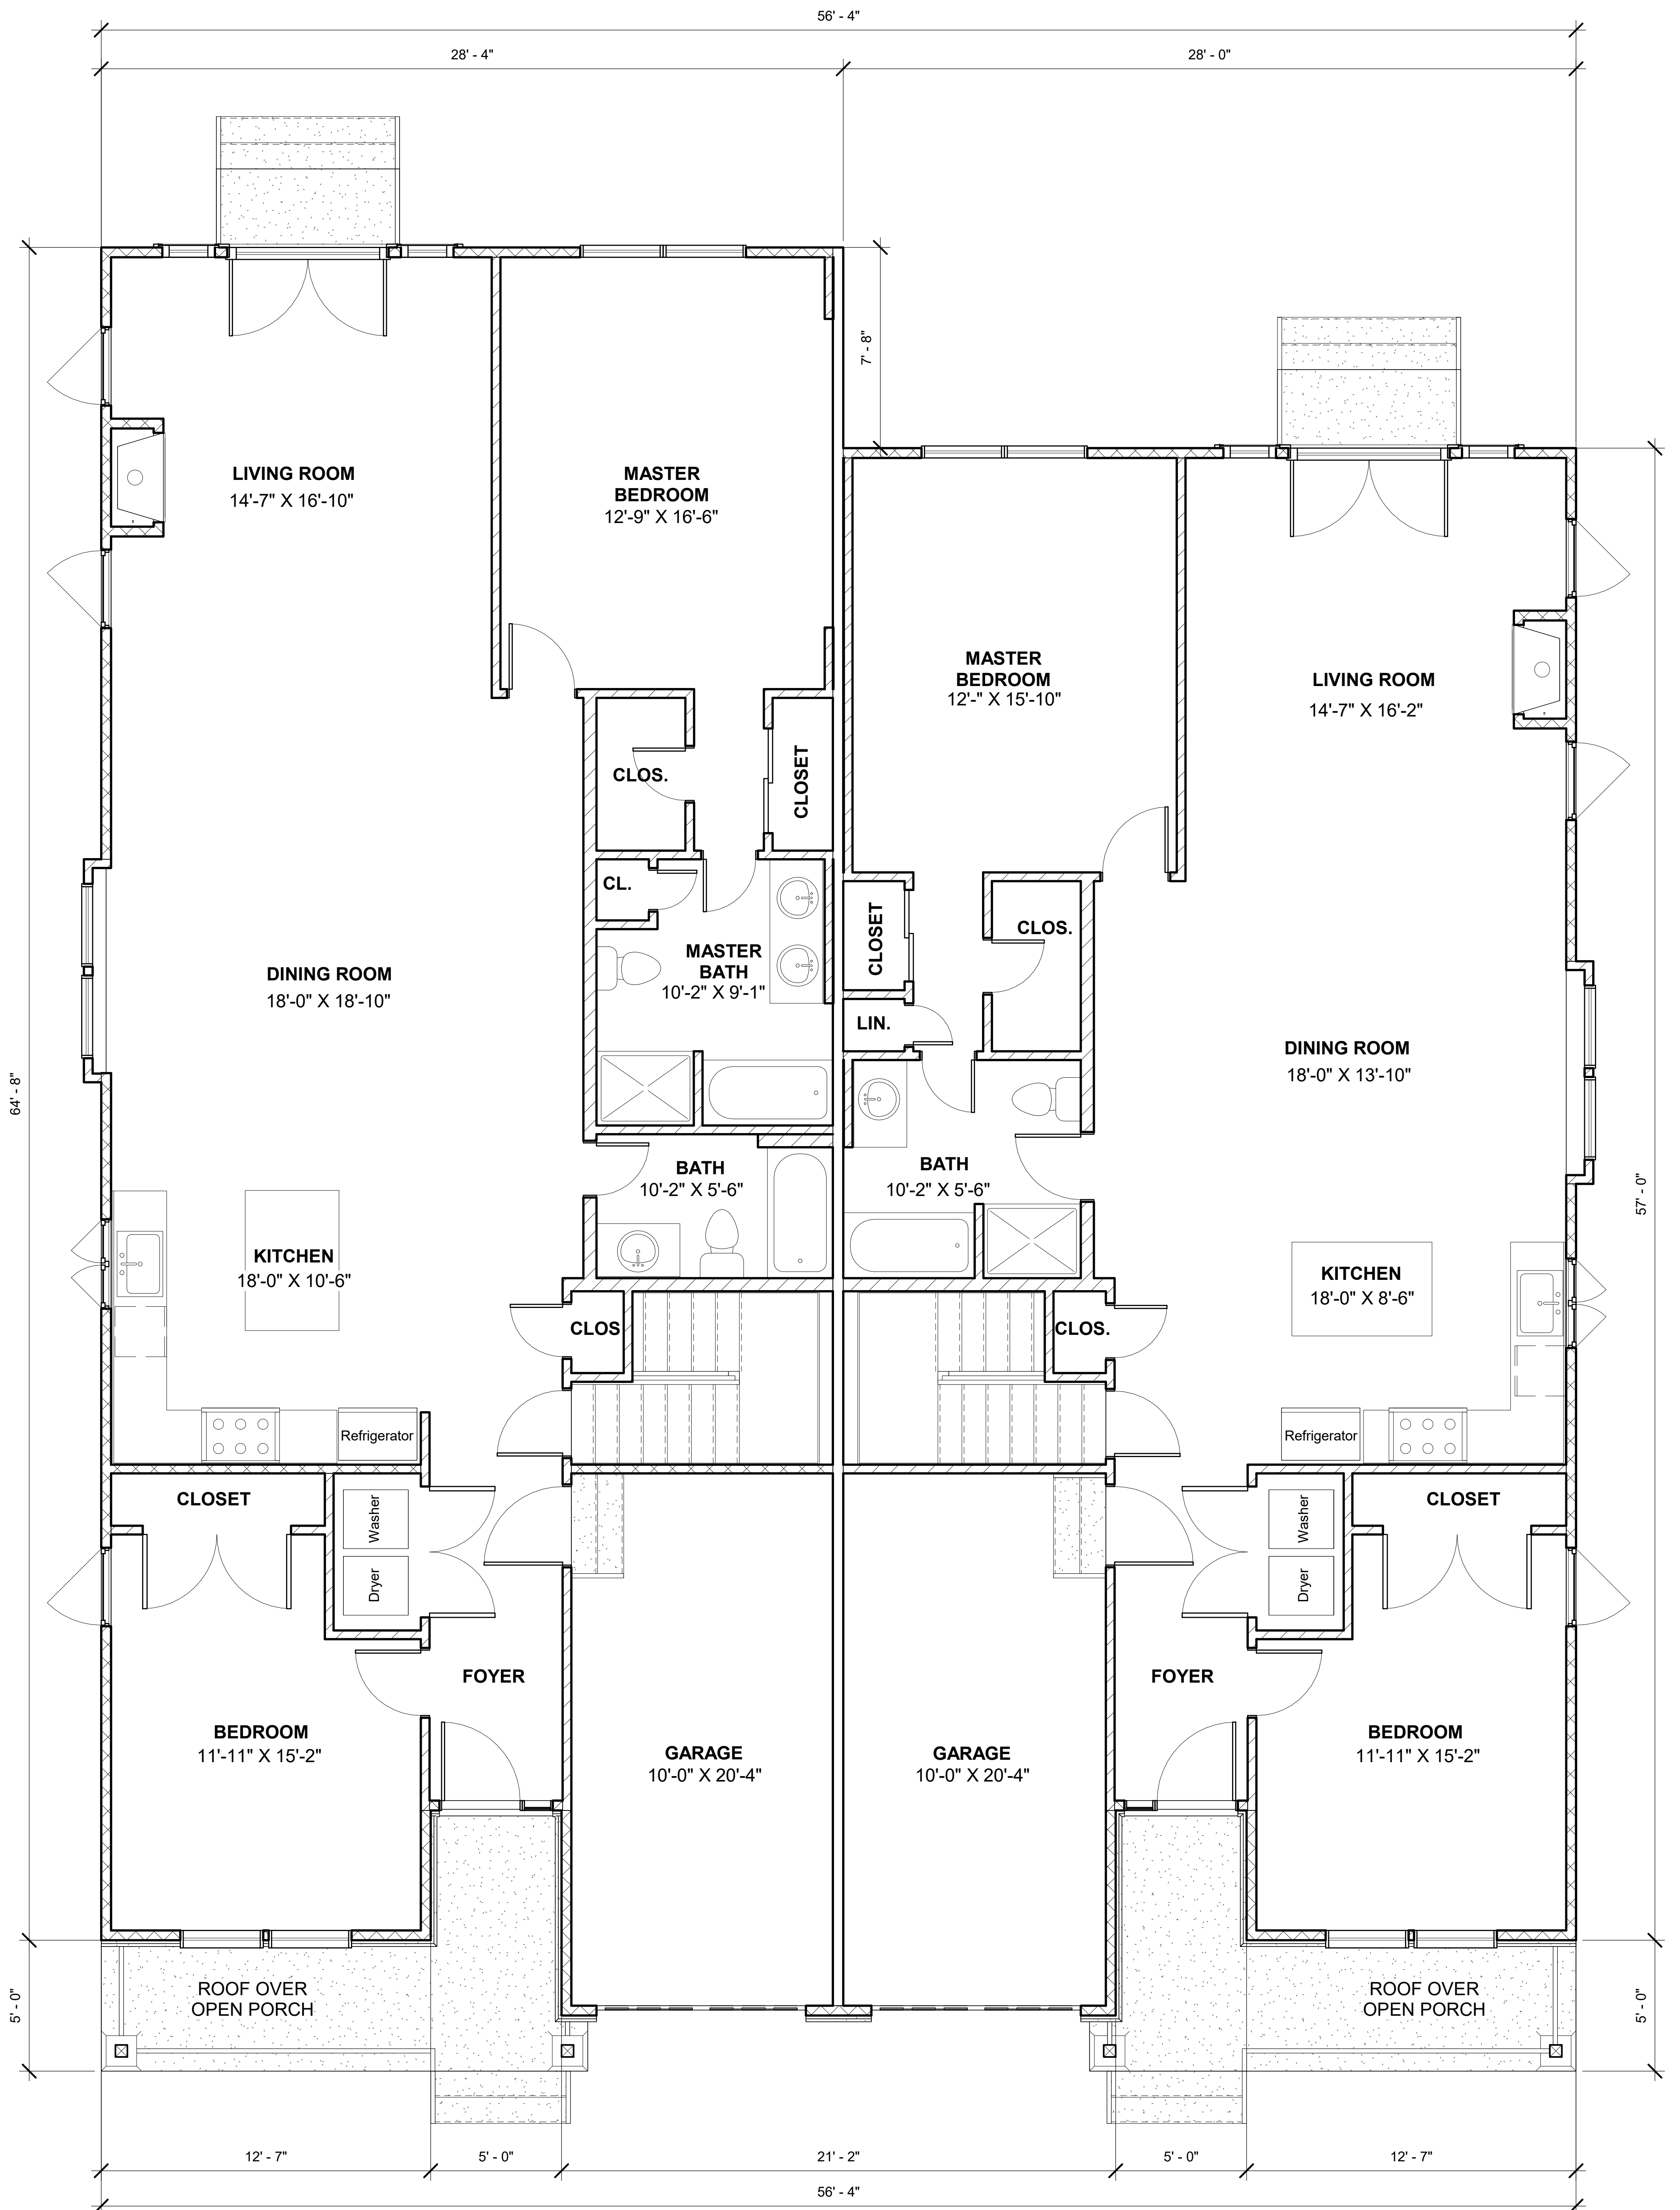 56' - 4"
28' - 4"
28' - 0"
7' - 8"
LIVING ROOM
14'-7" X 16'-10"
MASTER
BEDROOM
12'-9" X 16'-6"
MASTER
BEDROOM
12'-" X 15'-10"
LIVING ROOM
14'-7" X 16'-2"
CLOS.
CLOSET
CL.
CLOSET
CLOS.
MASTER
BATH
10'-2" X 9'-1"
DINING ROOM
18'-0" X 18'-10"
LIN.
DINING ROOM
18'-0" X 13'-10"
64' - 8"
57' - 0"
BATH
10'-2" X 5'-6"
BATH
10'-2" X 5'-6"
KITCHEN
18'-0" X 10'-6"
KITCHEN
18'-0" X 8'-6"
CLOS
CLOS.
Refrigerator
Refrigerator
CLOSET
Washer
Dryer
Washer
Dryer
CLOSET
FOYER
FOYER
BEDROOM
11'-11" X 15'-2"
GARAGE
10'-0" X 20'-4"
GARAGE
10'-0" X 20'-4"
BEDROOM
11'-11" X 15'-2"
5' - 0"
ROOF OVER
OPEN PORCH
ROOF OVER
OPEN PORCH
5' - 0"
12' - 7"
5' - 0"
21' - 2"
5' - 0"
12' - 7"
56' - 4"